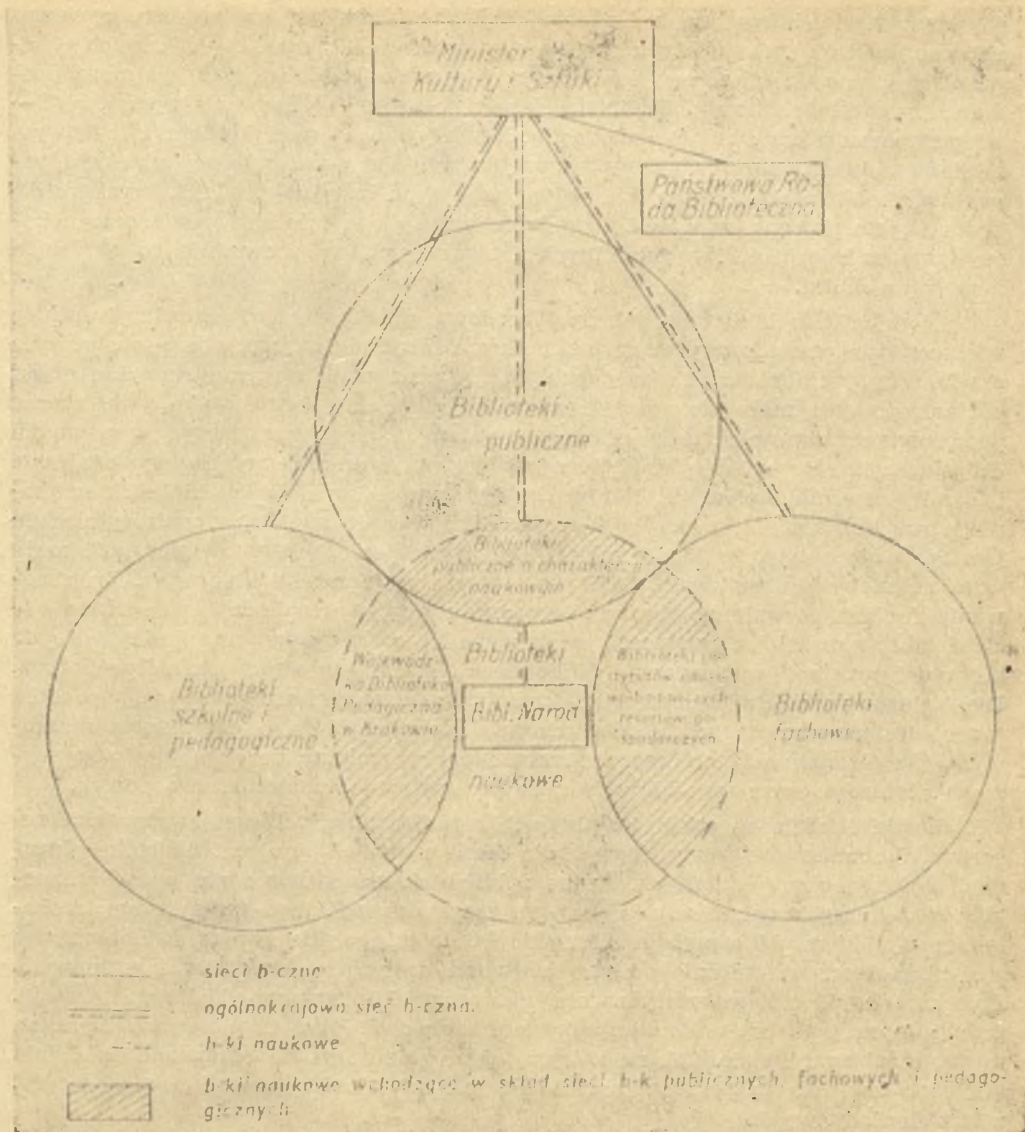 Minister
Kultury i Sztuki
Państwowa Ra-
da Biblioteczna
Biblioteki
publiczne
Biblioteki
publiczne o charakterze
naukowym
Biblioteki
szkolne i
pedagogiczne
Wojewódz-
ka Biblioteka
Pedagogiczna
w Krakowie
Biblioteki
Bibl. Narod
naukowe
Biblioteki
Biblioteki
fachowe
sieci b-czne
ogólnokrajowa sieć b-czna.
b-ki naukowe
b-ki naukowe wchodzące w skład sieci b-k publicznych, fachowych i pedago-
gicznych